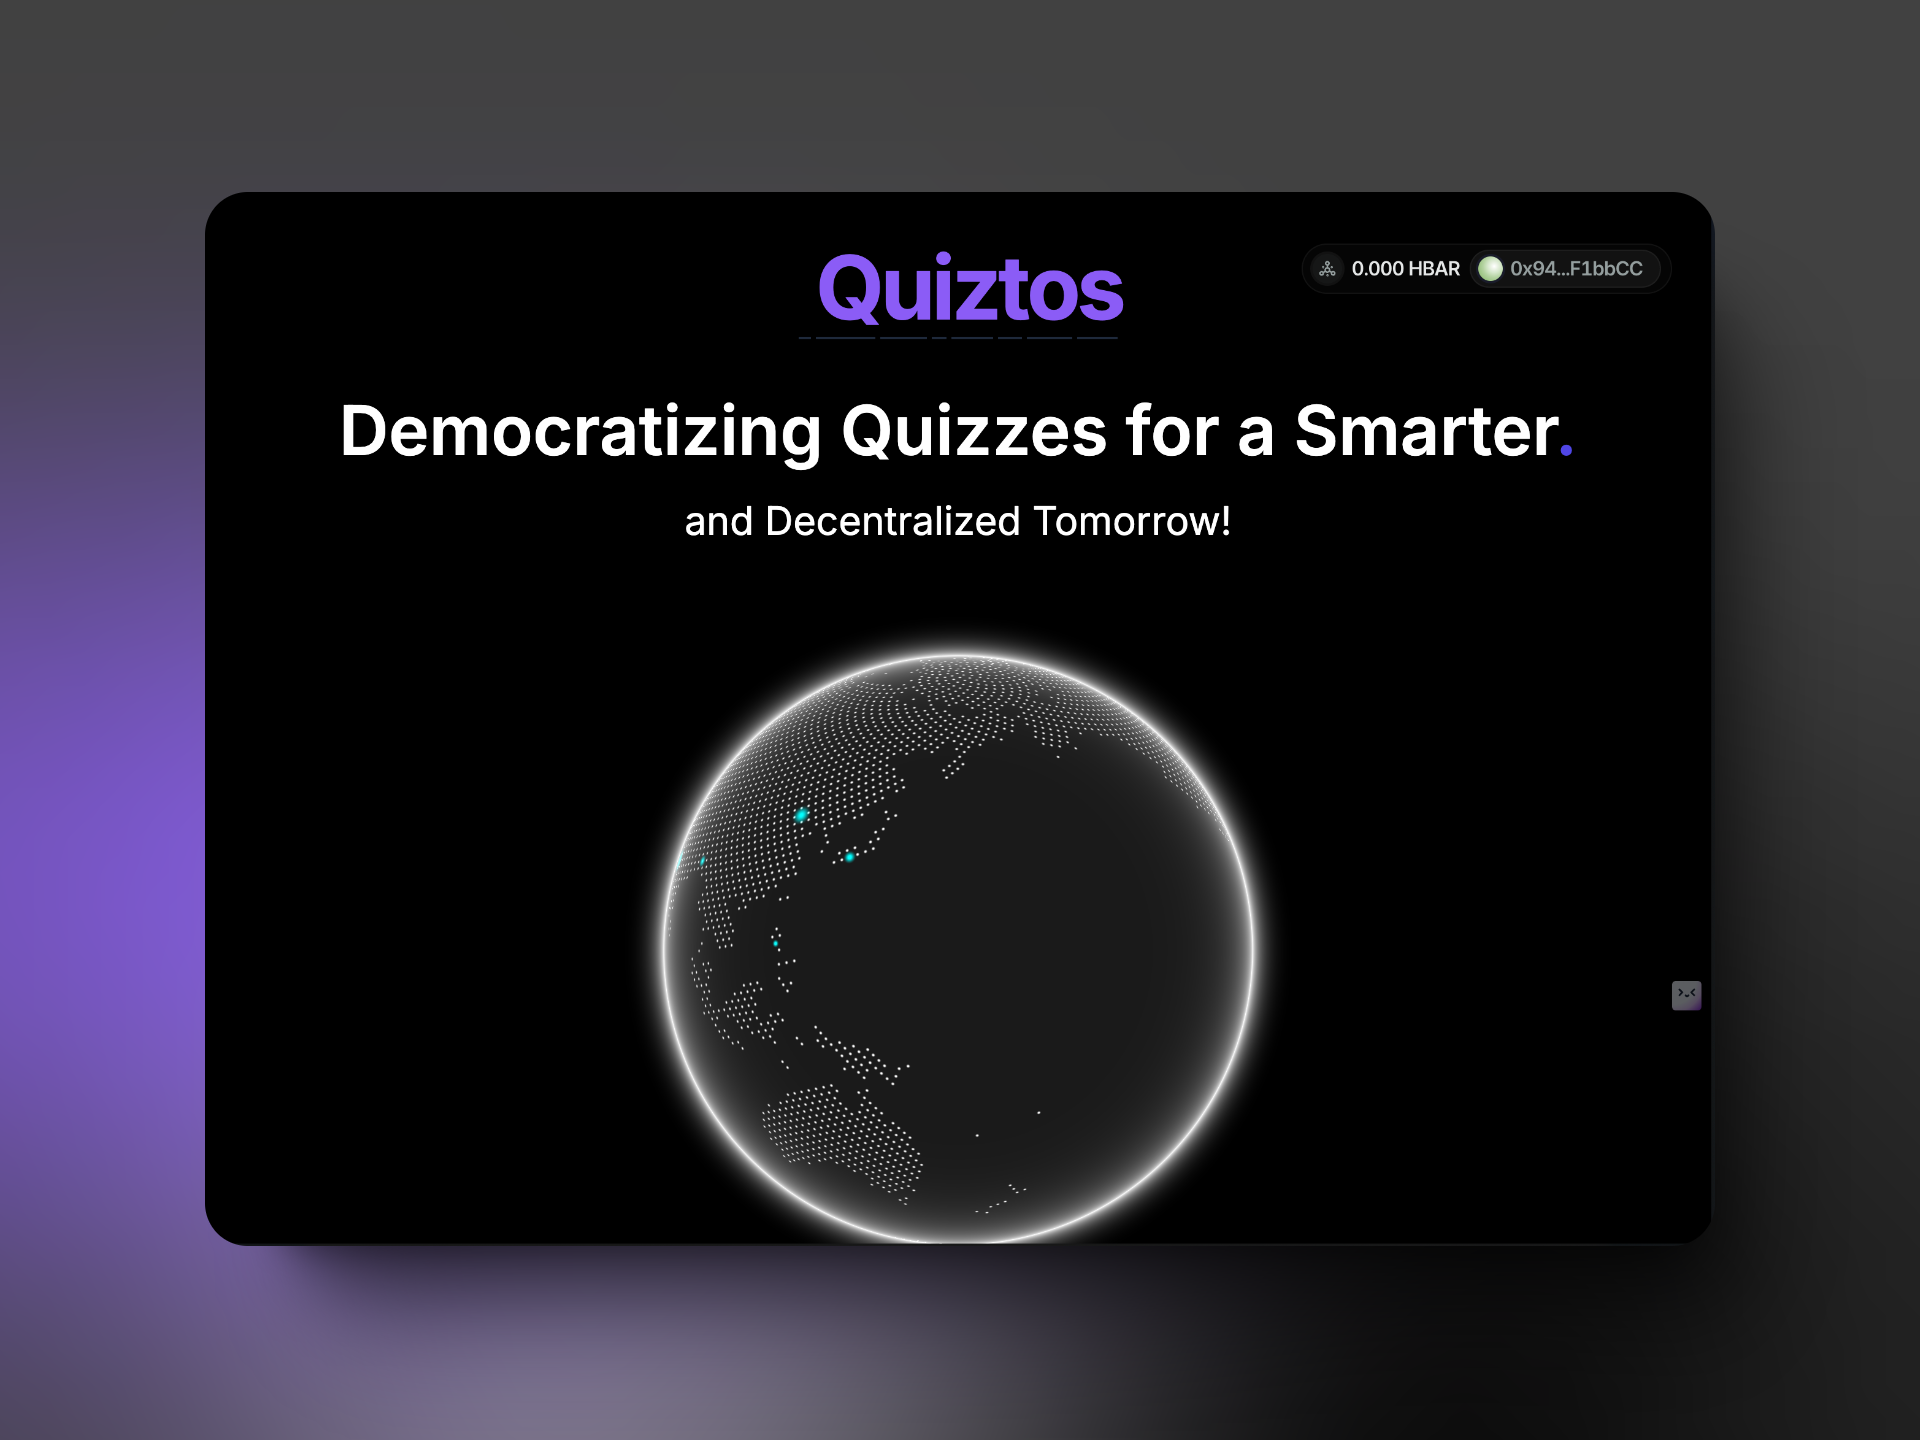 Quiztos
0.000 HBAR 0x94...F1bbCC
Democratizing Quizzes for a Smarter.
and Decentralized Tomorrow!